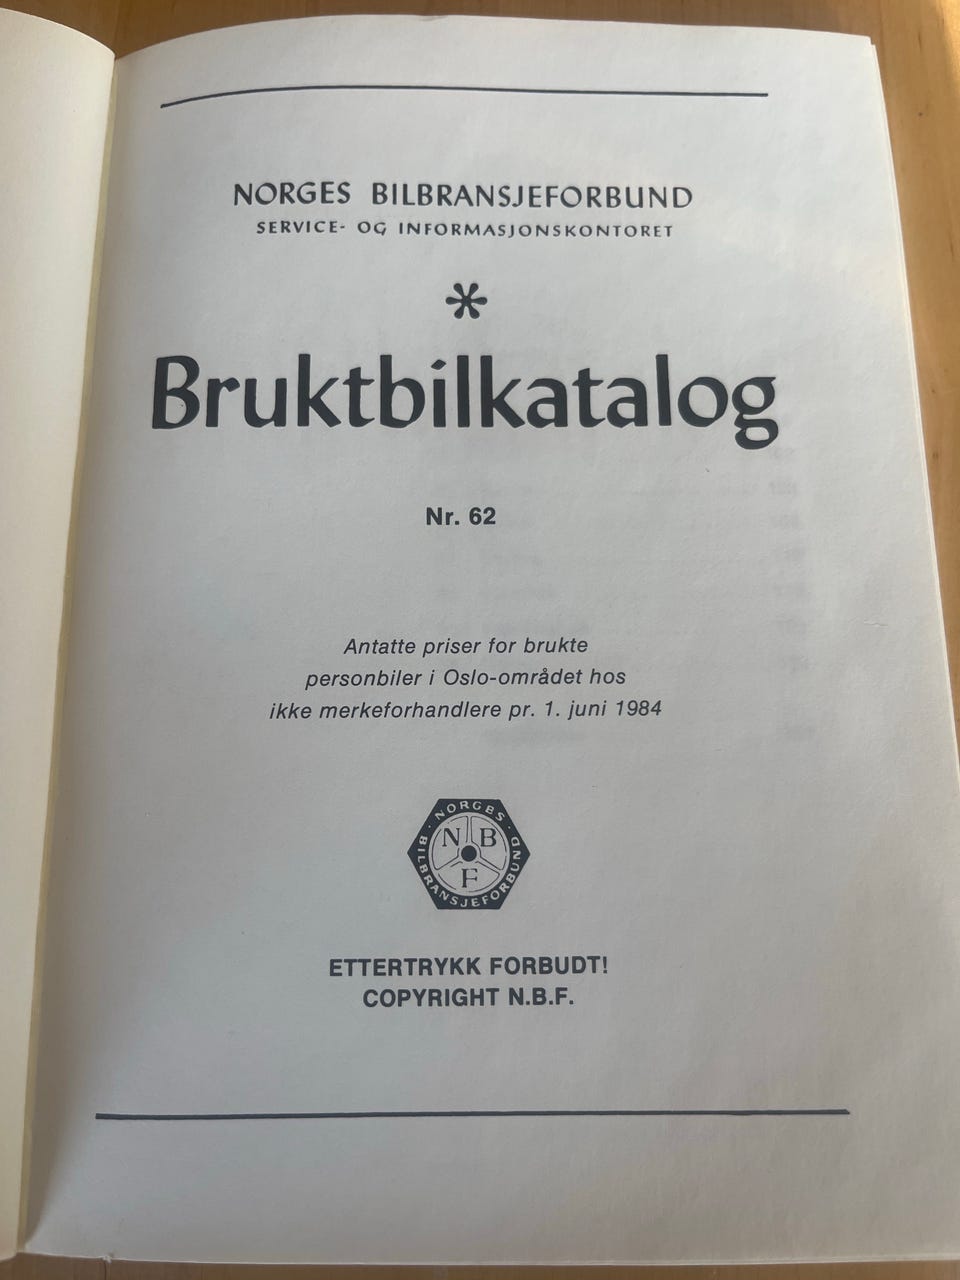 NORGES BILBRANSJEFORBUND
SERVICE- OG INFORMASJONSKONTORET
*
Bruktbilkatalog
Nr. 62
Antatte priser for brukte
personbiler i Oslo-området hos
ikke merkeforhandlere pr. 1. juni 1984
NORGES
N B
F
BILBRANSJEFORBUND
ETTERTRYKK FORBUDT!
COPYRIGHT N.B.F.